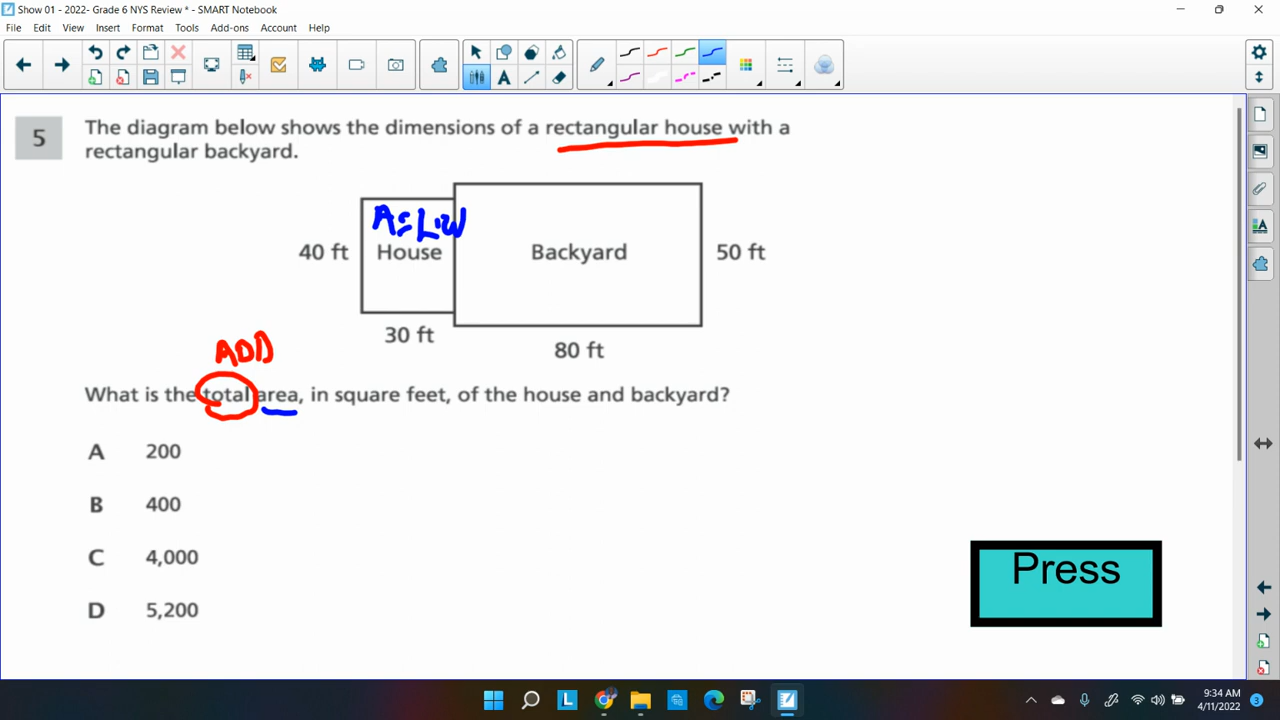 Show 01 - 2022- Grade 6 NYS Review * - SMART Notebook
File Edit View Insert Format Tools Add-ons Account Help
5
The diagram below shows the dimensions of a rectangular house with a
rectangular backyard.
A=L·W
40 ft
House
Backyard
50 ft
30 ft
80 ft
ADD
What is the total area, in square feet, of the house and backyard?
A 200
B 400
C 4,000
D 5,200
Press
9:34 AM
4/11/2022
3